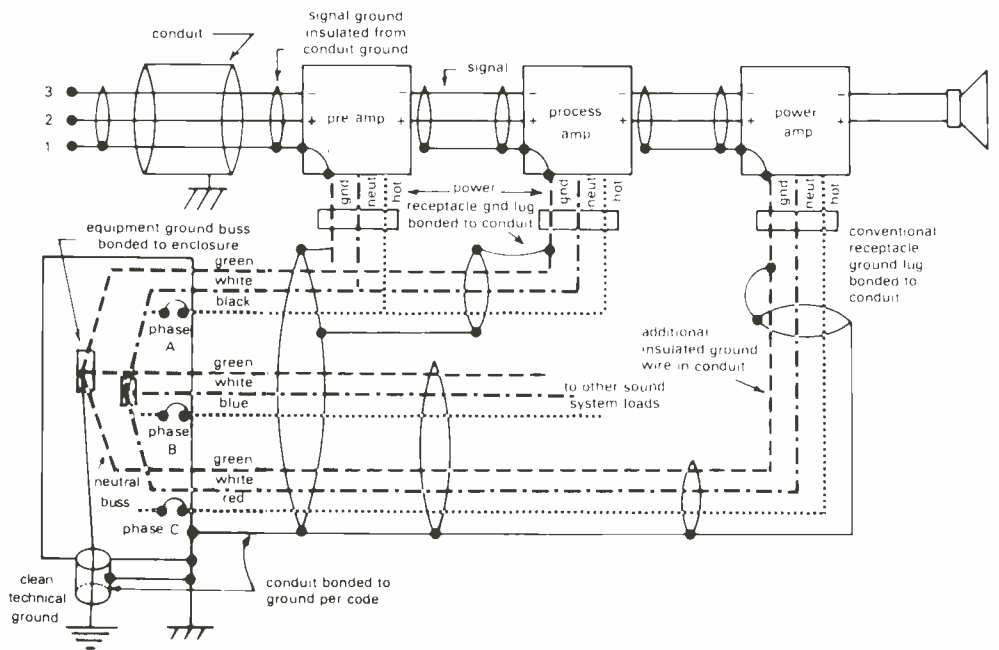 signal ground
insulated from
conduit ground
conduit
signal
3
2
1
−
+
pre amp
−
+
−
+
process
amp
−
+
−
+
power
amp
−
+
gnd
neut
hot
power
gnd
neut
hot
gnd
neut
hot
receptacle gnd lug
bonded to conduit
equipment ground buss
bonded to enclosure
conventional
receptacle
ground lug
bonded to
conduit
green
white
black
phase
A
additional
insulated ground
wire in conduit
green
white
blue
to other sound
system loads
phase
B
green
white
red
neutral
buss
phase C
clean
technical
ground
conduit bonded to
ground per code